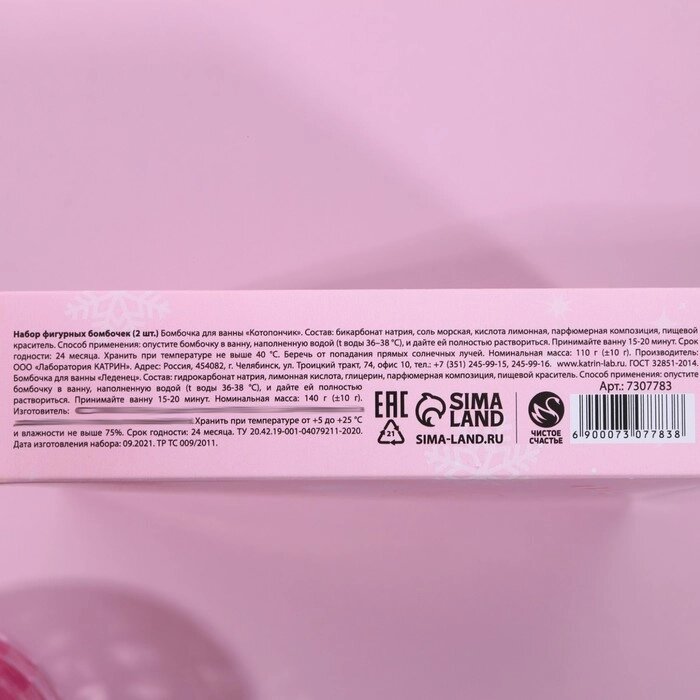 Набор фигурных бомбочек (2 шт.) Бомбочка для ванны «Котопончик». Состав: бикарбонат натрия, соль морская, кислота лимонная, парфюмерная композиция, пищевой
краситель. Способ применения: опустите бомбочку в ванну, наполненную водой (t воды 36–38 °С), и дайте ей полностью раствориться. Принимайте ванну 15-20 минут. Срок
годности: 24 месяца. Хранить при температуре не выше 40 °С. Беречь от попадания прямых солнечных лучей. Номинальная масса: 110 г (±10 г). Производитель:
ООО «Лаборатория КАТРИН». Адрес: Россия, 454082, г. Челябинск, ул. Троицкий тракт, 74, офис 10, тел.: +7 (351) 245-99-15, 245-99-16. www.katrin-lab.ru. ГОСТ 32851-2014.
Бомбочка для ванны «Леденец». Состав: гидрокарбонат натрия, лимонная кислота, глицерин, парфюмерная композиция, пищевой краситель. Способ применения: опустите
бомбочку в ванну, наполненную водой (t воды 36-38 °С), и дайте ей полностью
раствориться. Принимайте ванну 15-20 минут. Номинальная масса: 140 г (±10 г).
Изготовитель:
Хранить при температуре от +5 до +25 °С
и влажности не выше 75%. Срок годности: 24 месяца. ТУ 20.42.19-001-04079211-2020.
Дата изготовления набора: 09.2021. ТР ТС 009/2011.
EAC
21
SIMA
LAND
SIMA-LAND.RU
ЧИСТОЕ
СЧАСТЬЕ
Арт.: 7307783
6 900073 077838